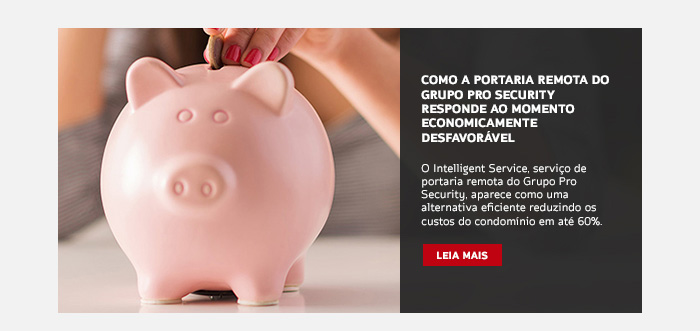 COMO A PORTARIA REMOTA DO
GRUPO PRO SECURITY
RESPONDE AO MOMENTO
ECONOMICAMENTE
DESFAVORÁVEL
O Intelligent Service, serviço de
portaria remota do Grupo Pro
Security, aparece como uma
alternativa eficiente reduzindo os
custos do condomínio em até 60%.
LEIA MAIS